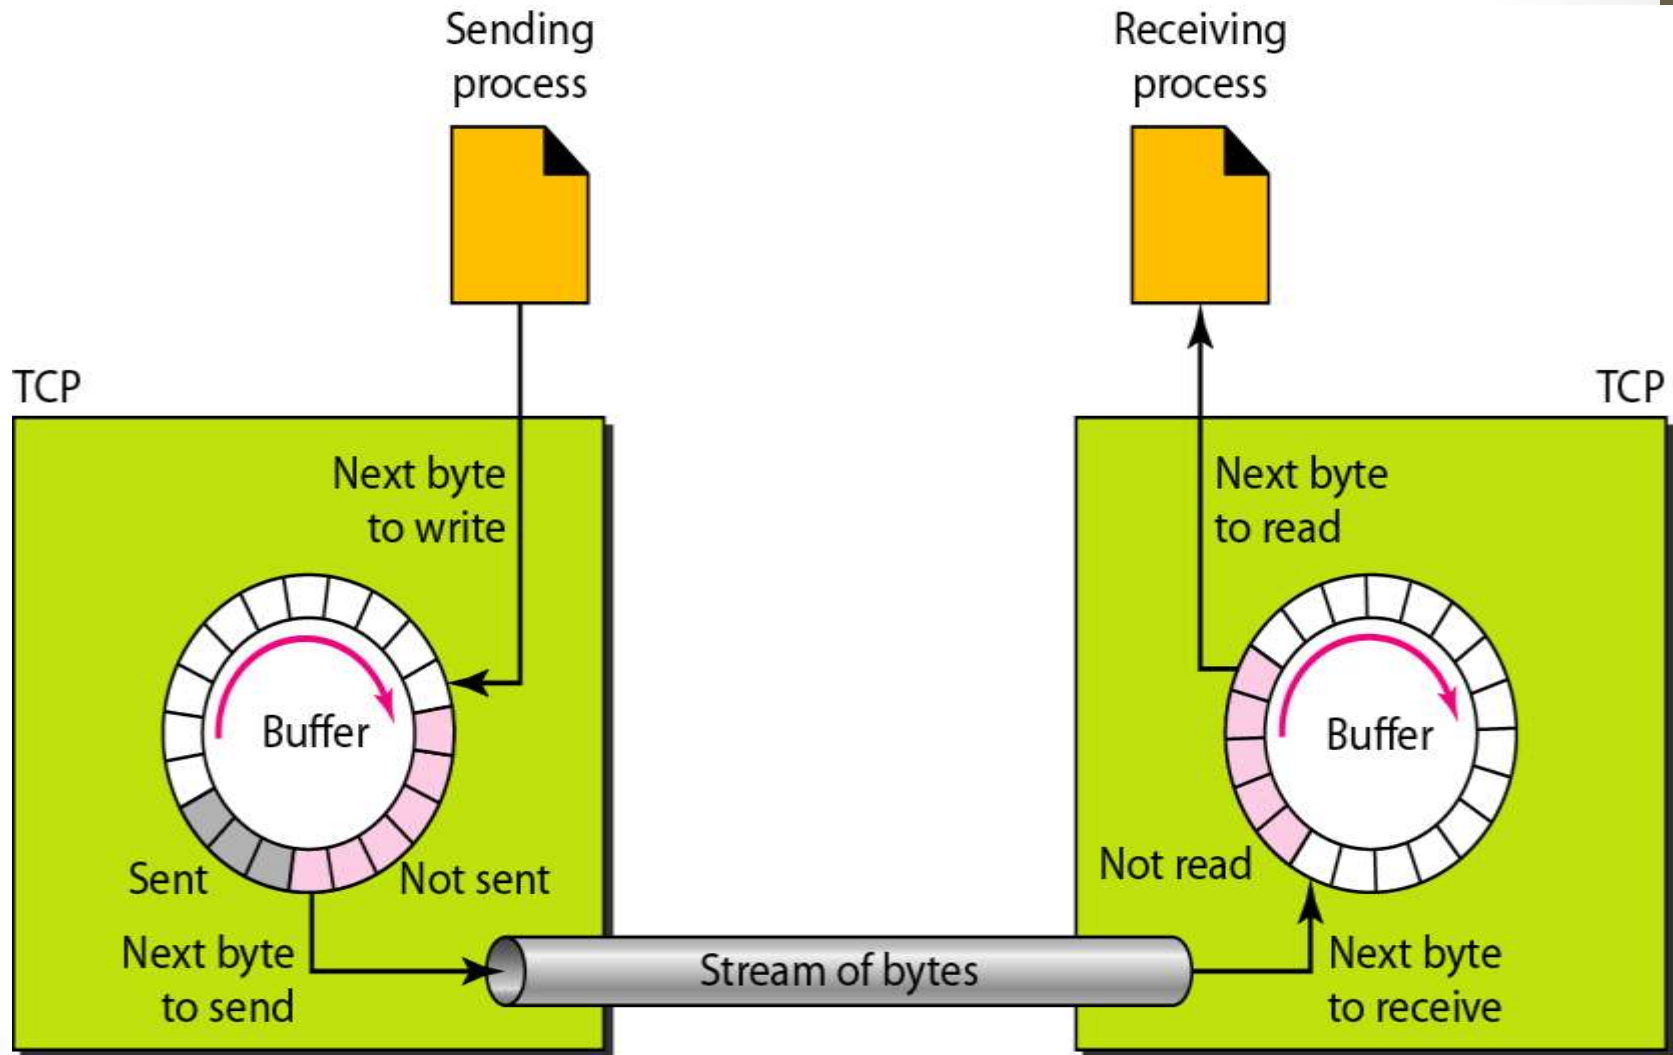 Sending
process
Receiving
process
TCP
TCP
Next byte
to write
Next byte
to read
Buffer
Buffer
Sent
Not sent
Not read
Next byte
to send
Stream of bytes
Next byte
to receive